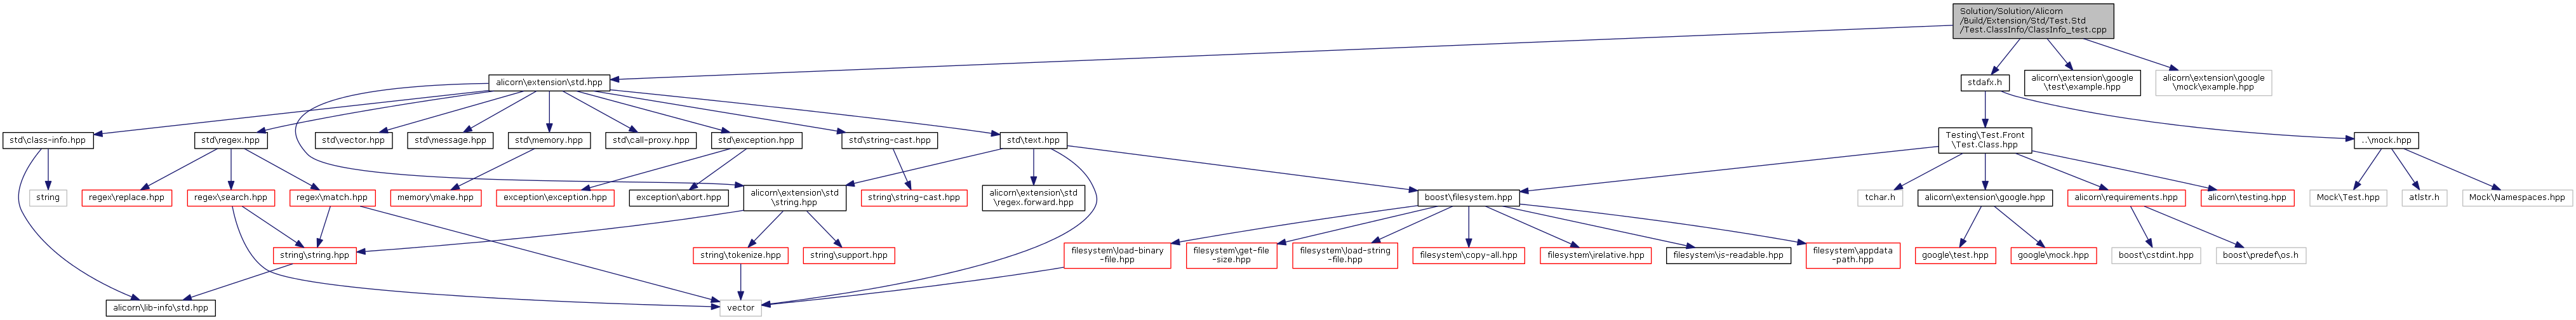 Solution/Solution/Alicorn
/Build/Extension/Std/Test.Std
/Test.ClassInfo/ClassInfo_test.cpp
alicorn\extension\std.hpp
stdafx.h
alicorn\extension\google
\test\example.hpp
alicorn\extension\google
\mock\example.hpp
std\class-info.hpp
std\regex.hpp
std\vector.hpp
std\message.hpp
std\memory.hpp
std\call-proxy.hpp
std\exception.hpp
std\string-cast.hpp
std\text.hpp
Testing\Test.Front
\Test.Class.hpp
..\mock.hpp
string
regex\replace.hpp
regex\search.hpp
regex\match.hpp
memory\make.hpp
exception\exception.hpp
exception\abort.hpp
alicorn\extension\std
\string.hpp
string\string-cast.hpp
alicorn\extension\std
\regex.forward.hpp
boost\filesystem.hpp
tchar.h
alicorn\extension\google.hpp
alicorn\requirements.hpp
alicorn\testing.hpp
Mock\Test.hpp
atlstr.h
Mock\Namespaces.hpp
string\string.hpp
string\tokenize.hpp
string\support.hpp
filesystem\load-binary
-file.hpp
filesystem\get-file
-size.hpp
filesystem\load-string
-file.hpp
filesystem\copy-all.hpp
filesystem\irelative.hpp
filesystem\is-readable.hpp
filesystem\appdata
-path.hpp
google\test.hpp
google\mock.hpp
boost\cstdint.hpp
boost\predef\os.h
alicorn\lib-info\std.hpp
vector